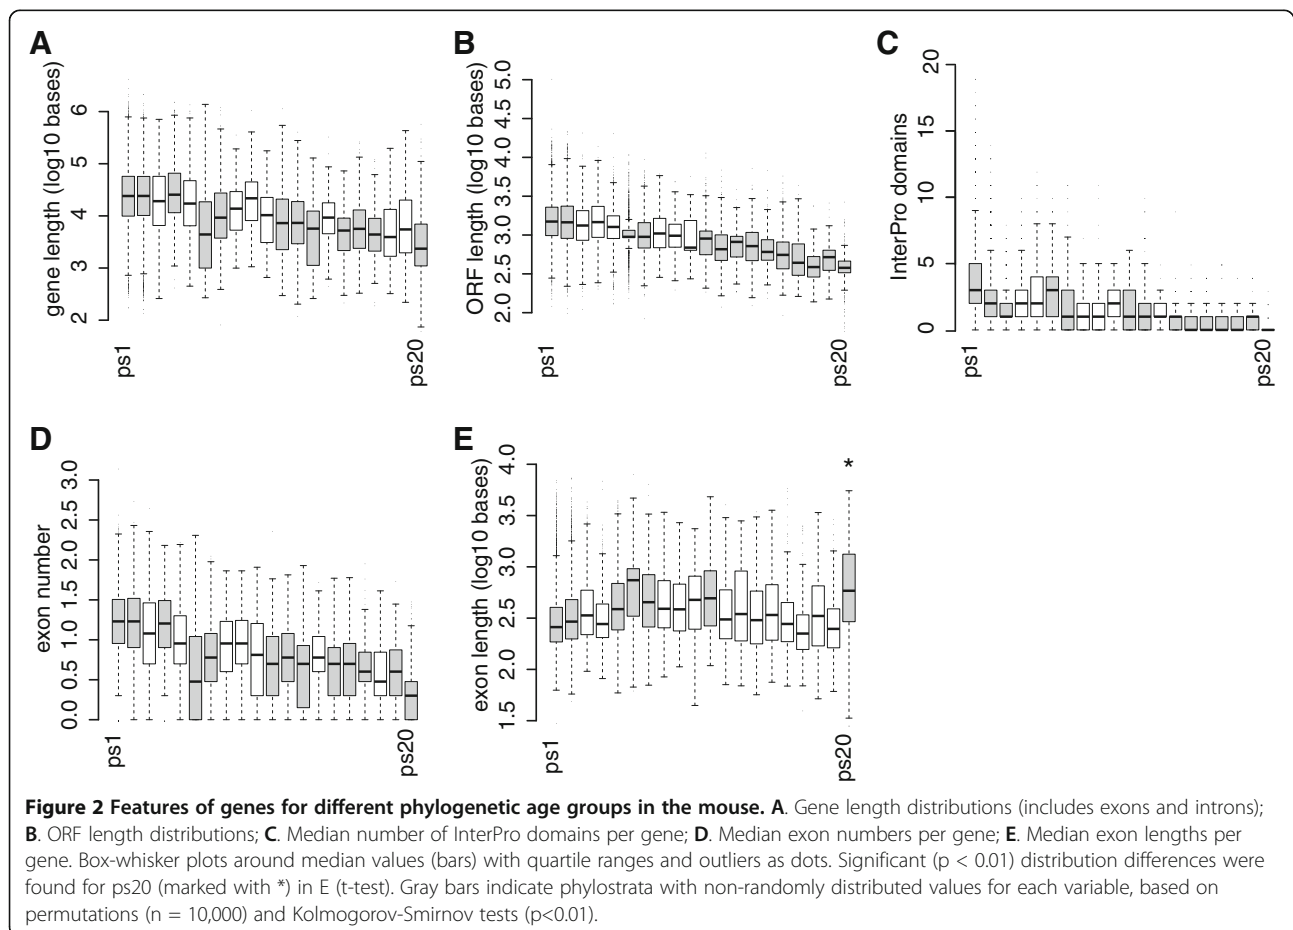 A
gene length (log10 bases)
6
5
4
3
2
ps1
ps20
B
ORF length (log10 bases)
5.0
4.5
4.0
3.5
3.0
2.5
2.0
ps1
ps20
C
InterPro domains
20
15
10
5
0
ps1
ps20
D
exon number
3.0
2.5
2.0
1.5
1.0
0.5
0.0
ps1
ps20
E
exon length (log10 bases)
4.0
3.5
3.0
2.5
2.0
1.5
*
ps1
ps20
Figure 2 Features of genes for different phylogenetic age groups in the mouse. A. Gene length distributions (includes exons and introns);
B. ORF length distributions; C. Median number of InterPro domains per gene; D. Median exon numbers per gene; E. Median exon lengths per
gene. Box-whisker plots around median values (bars) with quartile ranges and outliers as dots. Significant (p < 0.01) distribution differences were
found for ps20 (marked with *) in E (t-test). Gray bars indicate phylostrata with non-randomly distributed values for each variable, based on
permutations (n = 10,000) and Kolmogorov-Smirnov tests (p<0.01).